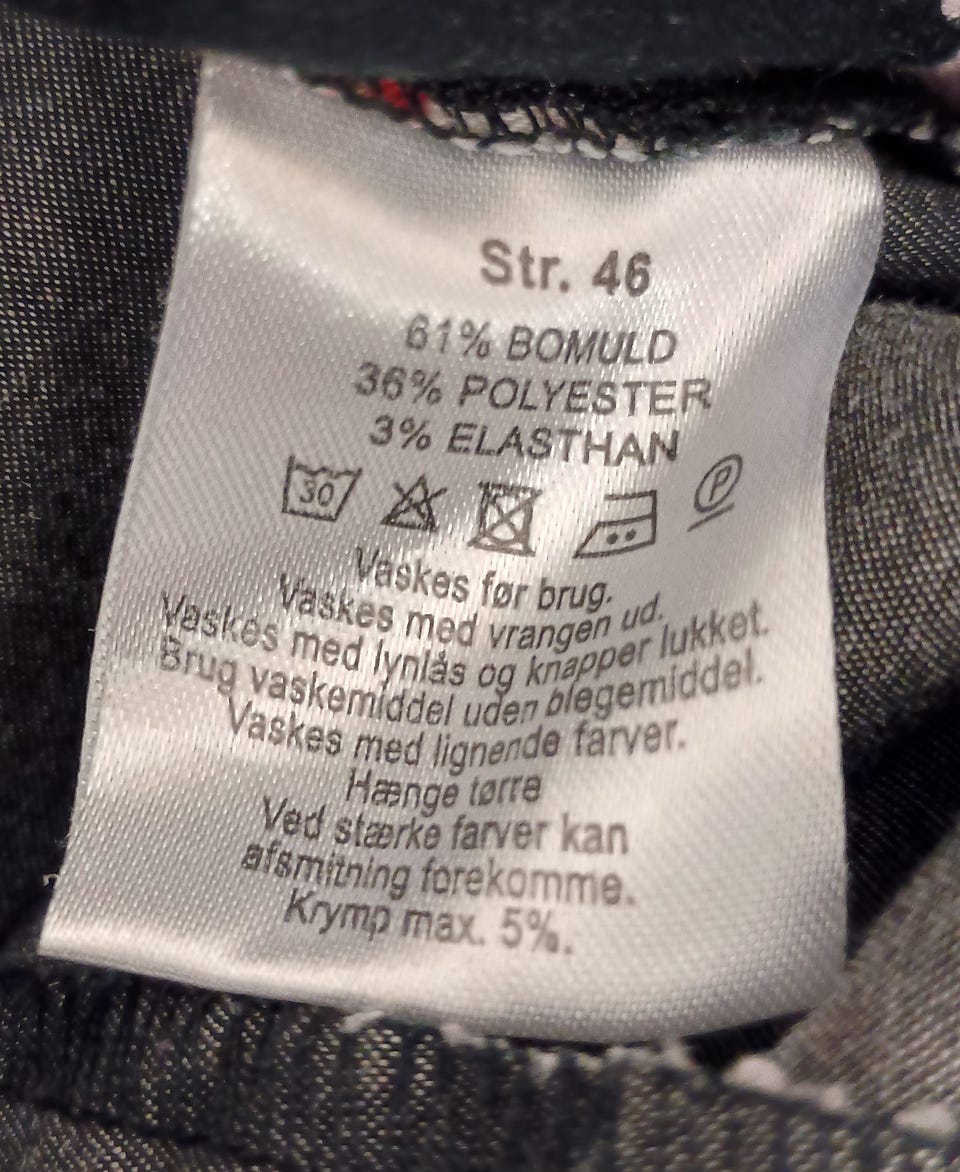 Str. 46
61% BOMULD
36% POLYESTER
3% ELASTHAN
30 P
Vaskes før brug.
Vaskes med vrangen ud.
Vaskes med lynlås og knapper lukket.
Brug vaskemiddel uden blegemiddel.
Vaskes med lignende farver.
Hænge tørre
Ved stærke farver kan
afsmitning forekomme.
Krymp max. 5%.